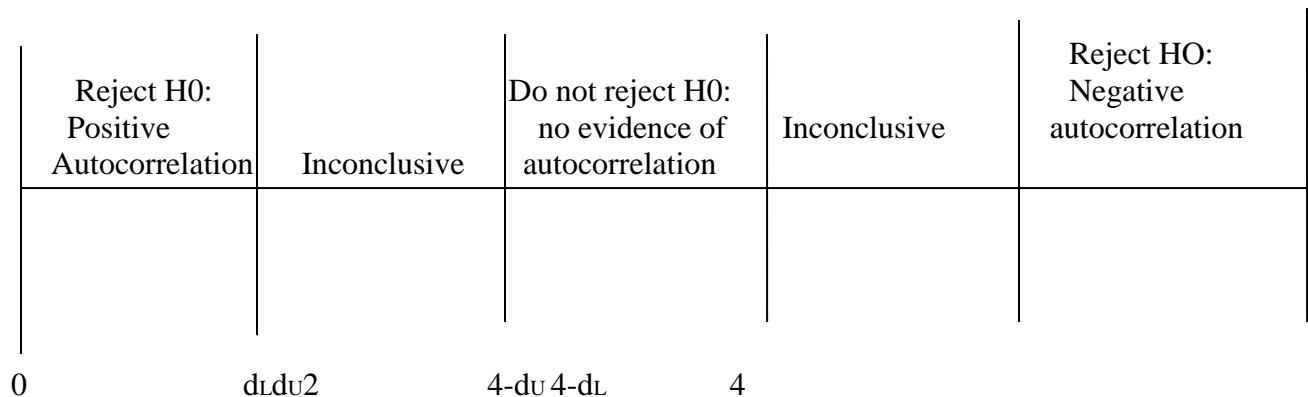 Reject H0:
Positive
Autocorrelation
Inconclusive
Do not reject H0:
no evidence of
autocorrelation
Inconclusive
Reject HO:
Negative
autocorrelation
0 dLdU2 4-dU 4-dL 4